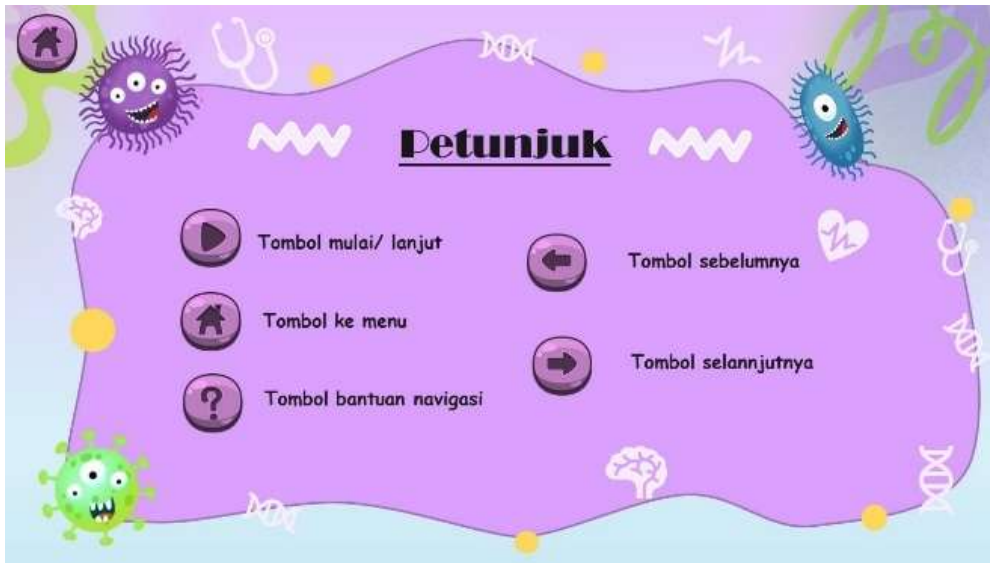 Petunjuk
Tombol mulai/ lanjut
Tombol ke menu
?
Tombol bantuan navigasi
Tombol sebelumnya
Tombol selannjutnya